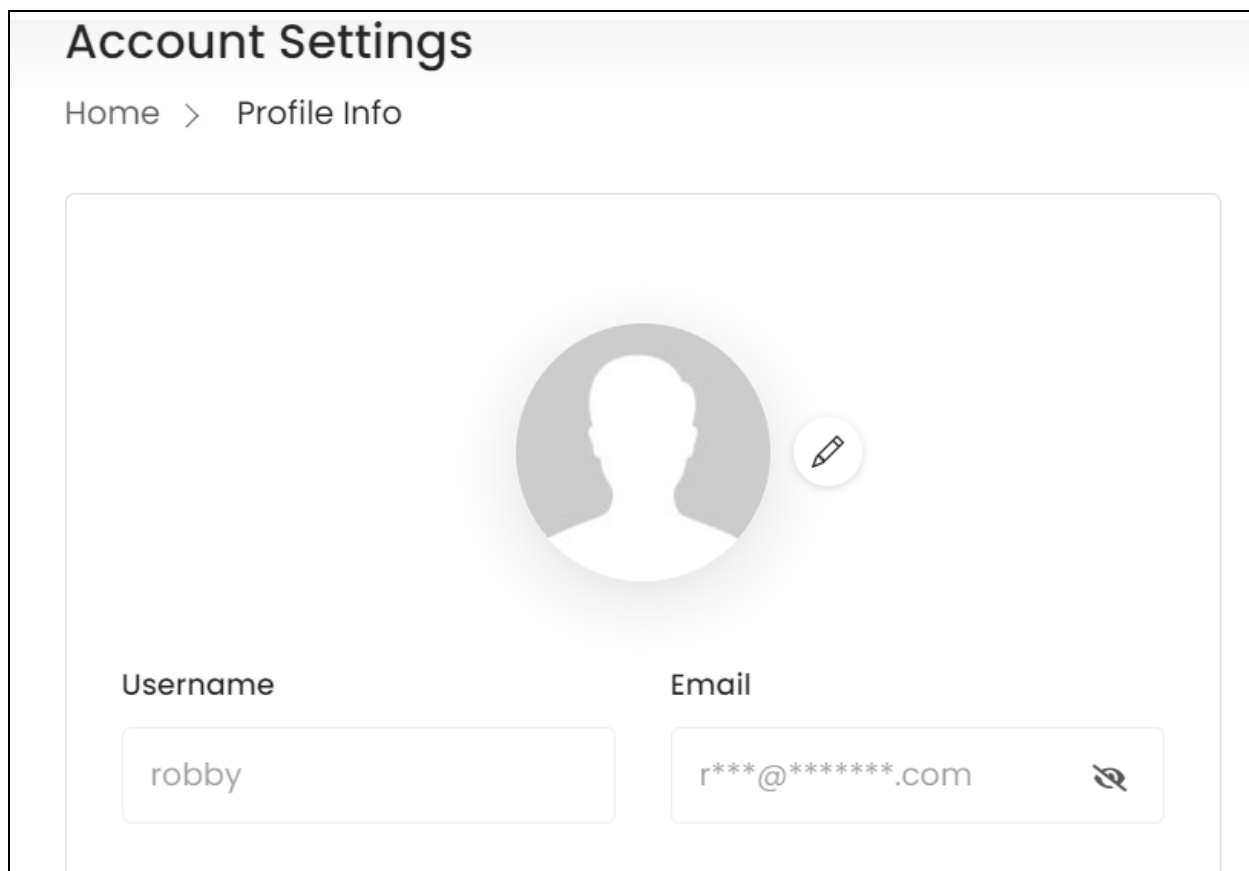 Account Settings
Home > Profile Info
Username
Email
robby
r***@*******.com